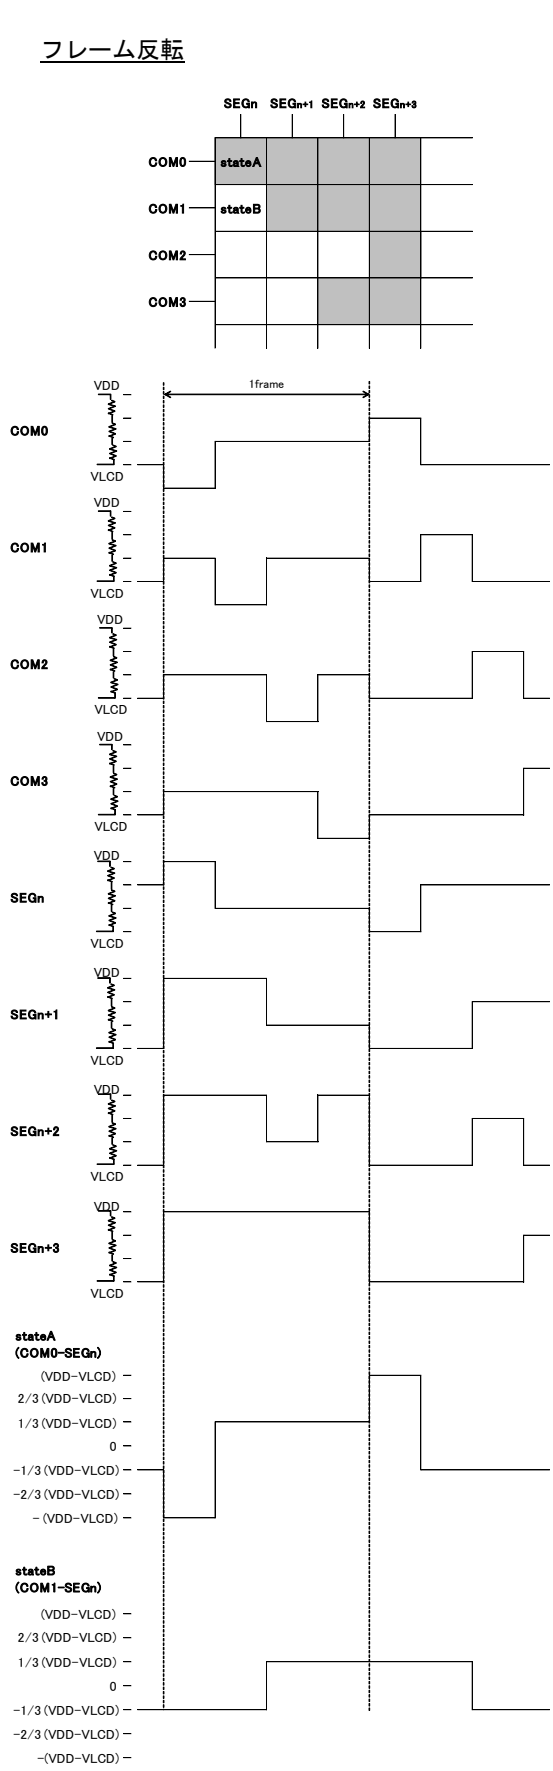 フレーム反転
SEGn SEGn+1 SEGn+2 SEGn+3
COM0 stateA
COM1 stateB
COM2
COM3
1frame
VDD
COM0
VLCD
VDD
COM1
VLCD
VDD
COM2
VLCD
VDD
COM3
VLCD
VDD
SEGn
VLCD
VDD
SEGn+1
VLCD
VDD
SEGn+2
VLCD
VDD
SEGn+3
VLCD
stateA
(COM0-SEGn)
(VDD-VLCD)
2/3(VDD-VLCD)
1/3(VDD-VLCD)
0
-1/3(VDD-VLCD)
-2/3(VDD-VLCD)
-(VDD-VLCD)
stateB
(COM1-SEGn)
(VDD-VLCD)
2/3(VDD-VLCD)
1/3(VDD-VLCD)
0
-1/3(VDD-VLCD)
-2/3(VDD-VLCD)
-(VDD-VLCD)